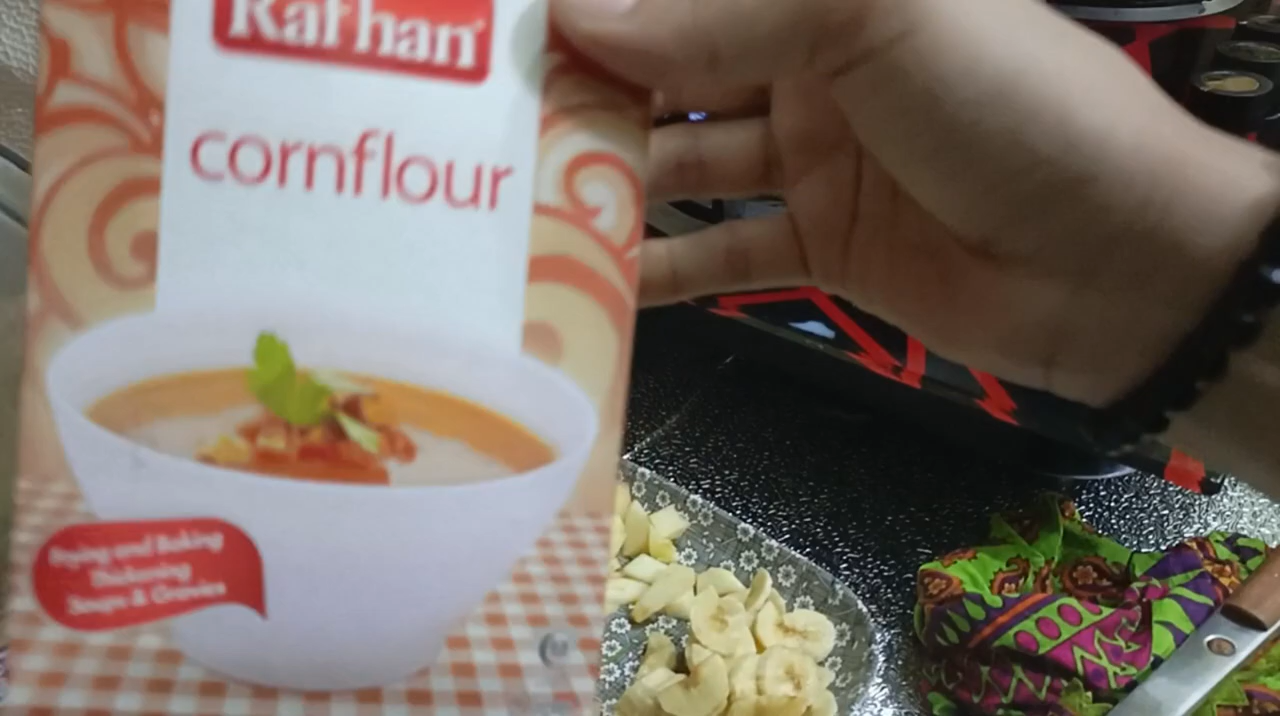 Rafhan
cornflour
Frying and Baking
Thickening
Soups & Gravies